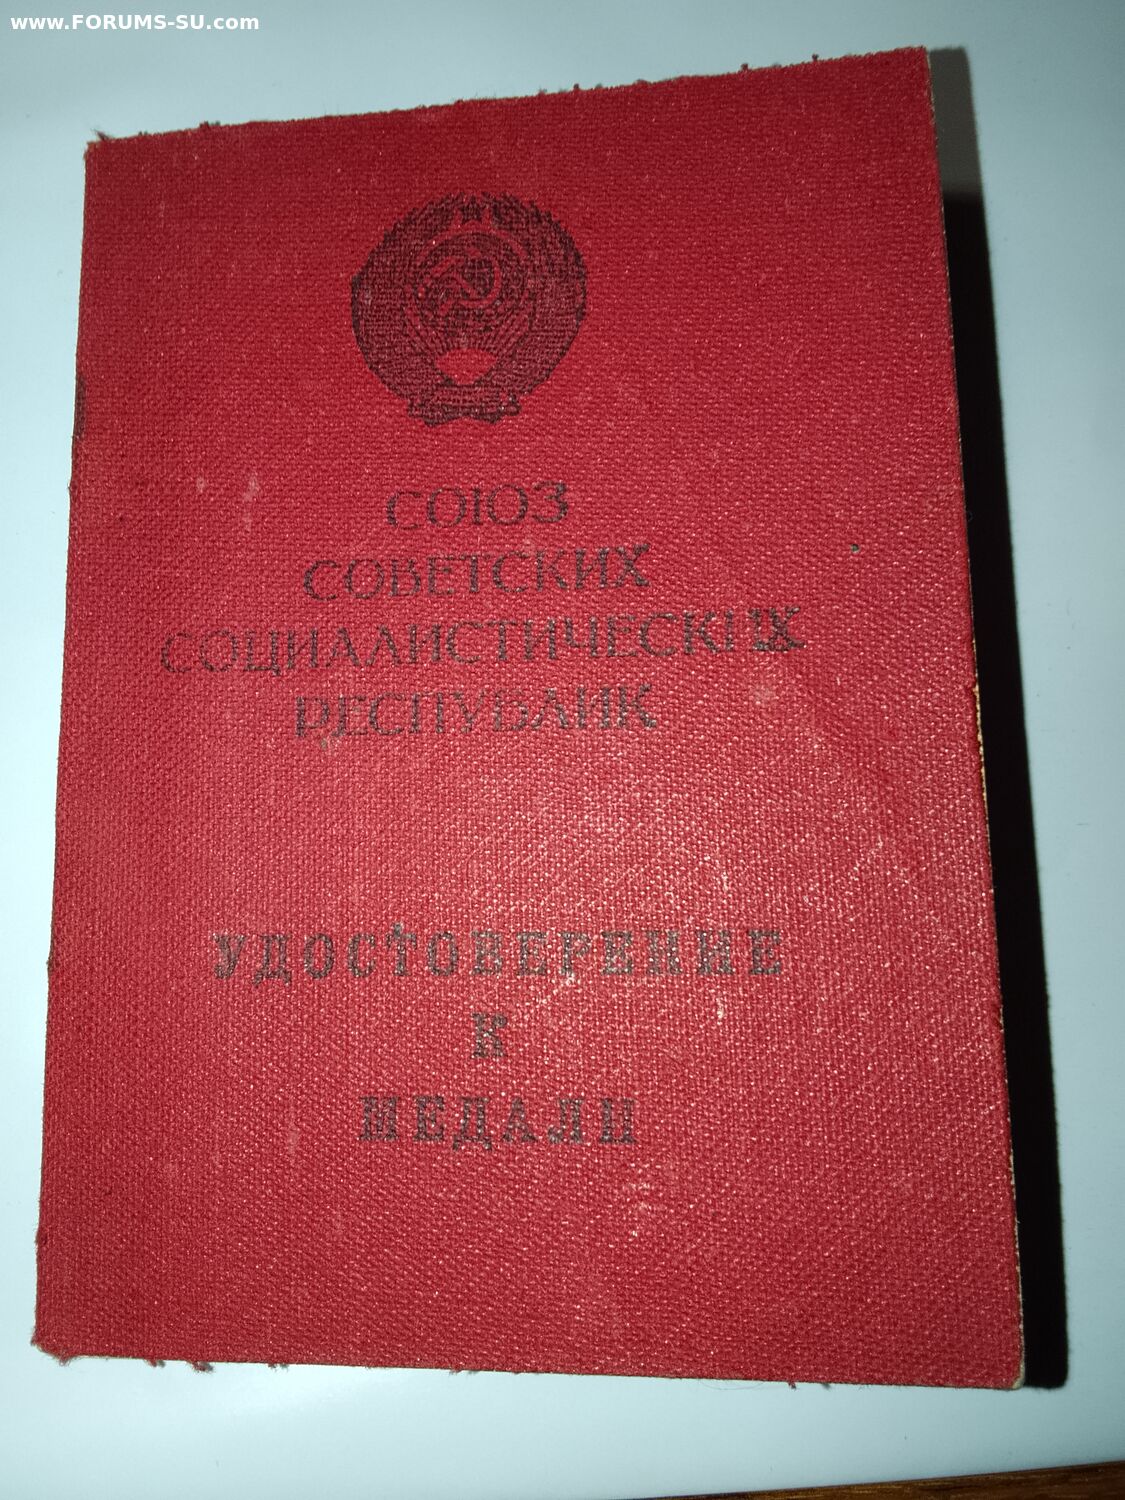 www.FORUMS-SU.com
СОЮЗ
СОВЕТСКИХ
СОЦИАЛИСТИЧЕСКИХ
РЕСПУБЛИК
УДОСТОВЕРЕНИЕ
К
МЕДАЛИ